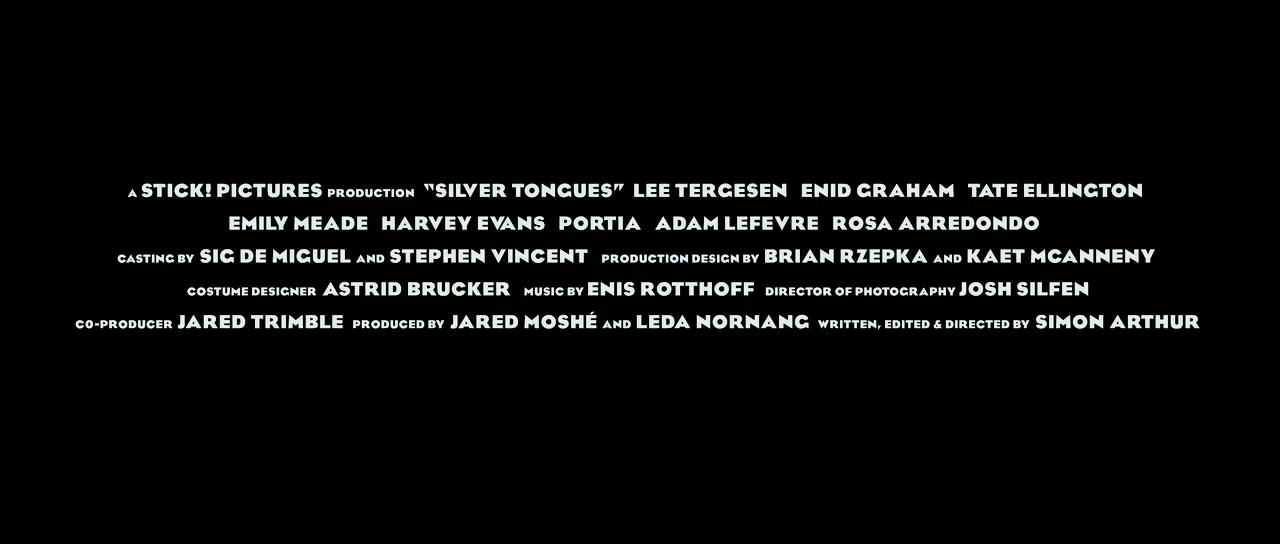 A STICK! PICTURES PRODUCTION "SILVER TONGUES" LEE TERGESEN ENID GRAHAM TATE ELLINGTON
EMILY MEADE HARVEY EVANS PORTIA ADAM LEFEVRE ROSA ARREDONDO
CASTING BY SIG DE MIGUEL AND STEPHEN VINCENT PRODUCTION DESIGN BY BRIAN RZEPKA AND KAET MCANNENY
COSTUME DESIGNER ASTRID BRUCKER MUSIC BY ENIS ROTTHOFF DIRECTOR OF PHOTOGRAPHY JOSH SILFEN
CO-PRODUCER JARED TRIMBLE PRODUCED BY JARED MOSHÉ AND LEDA NORNANG WRITTEN, EDITED & DIRECTED BY SIMON ARTHUR